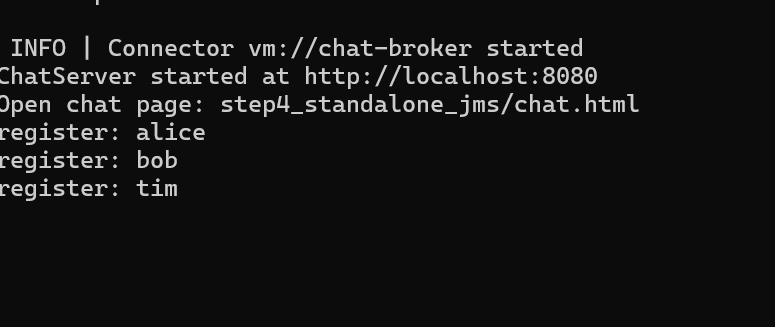 INFO | Connector vm://chat-broker started
ChatServer started at http://localhost:8080
Open chat page: step4_standalone_jms/chat.html
register: alice
register: bob
register: tim